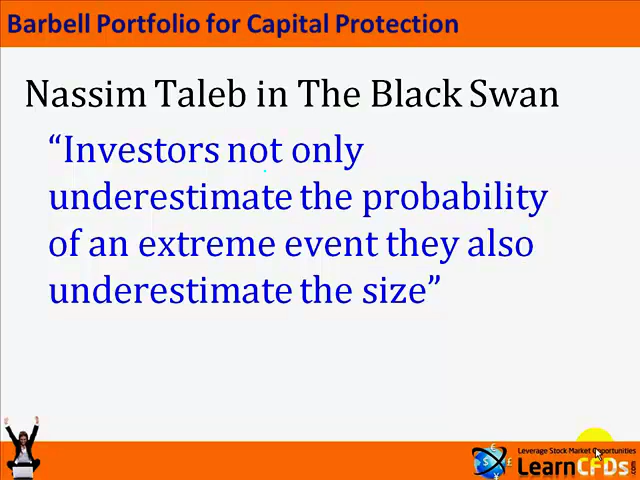 Barbell Portfolio for Capital Protection
Nassim Taleb in The Black Swan
“Investors not only
underestimate the probability
of an extreme event they also
underestimate the size”
Leverage Stock Market Opportunities
LearnCFDs